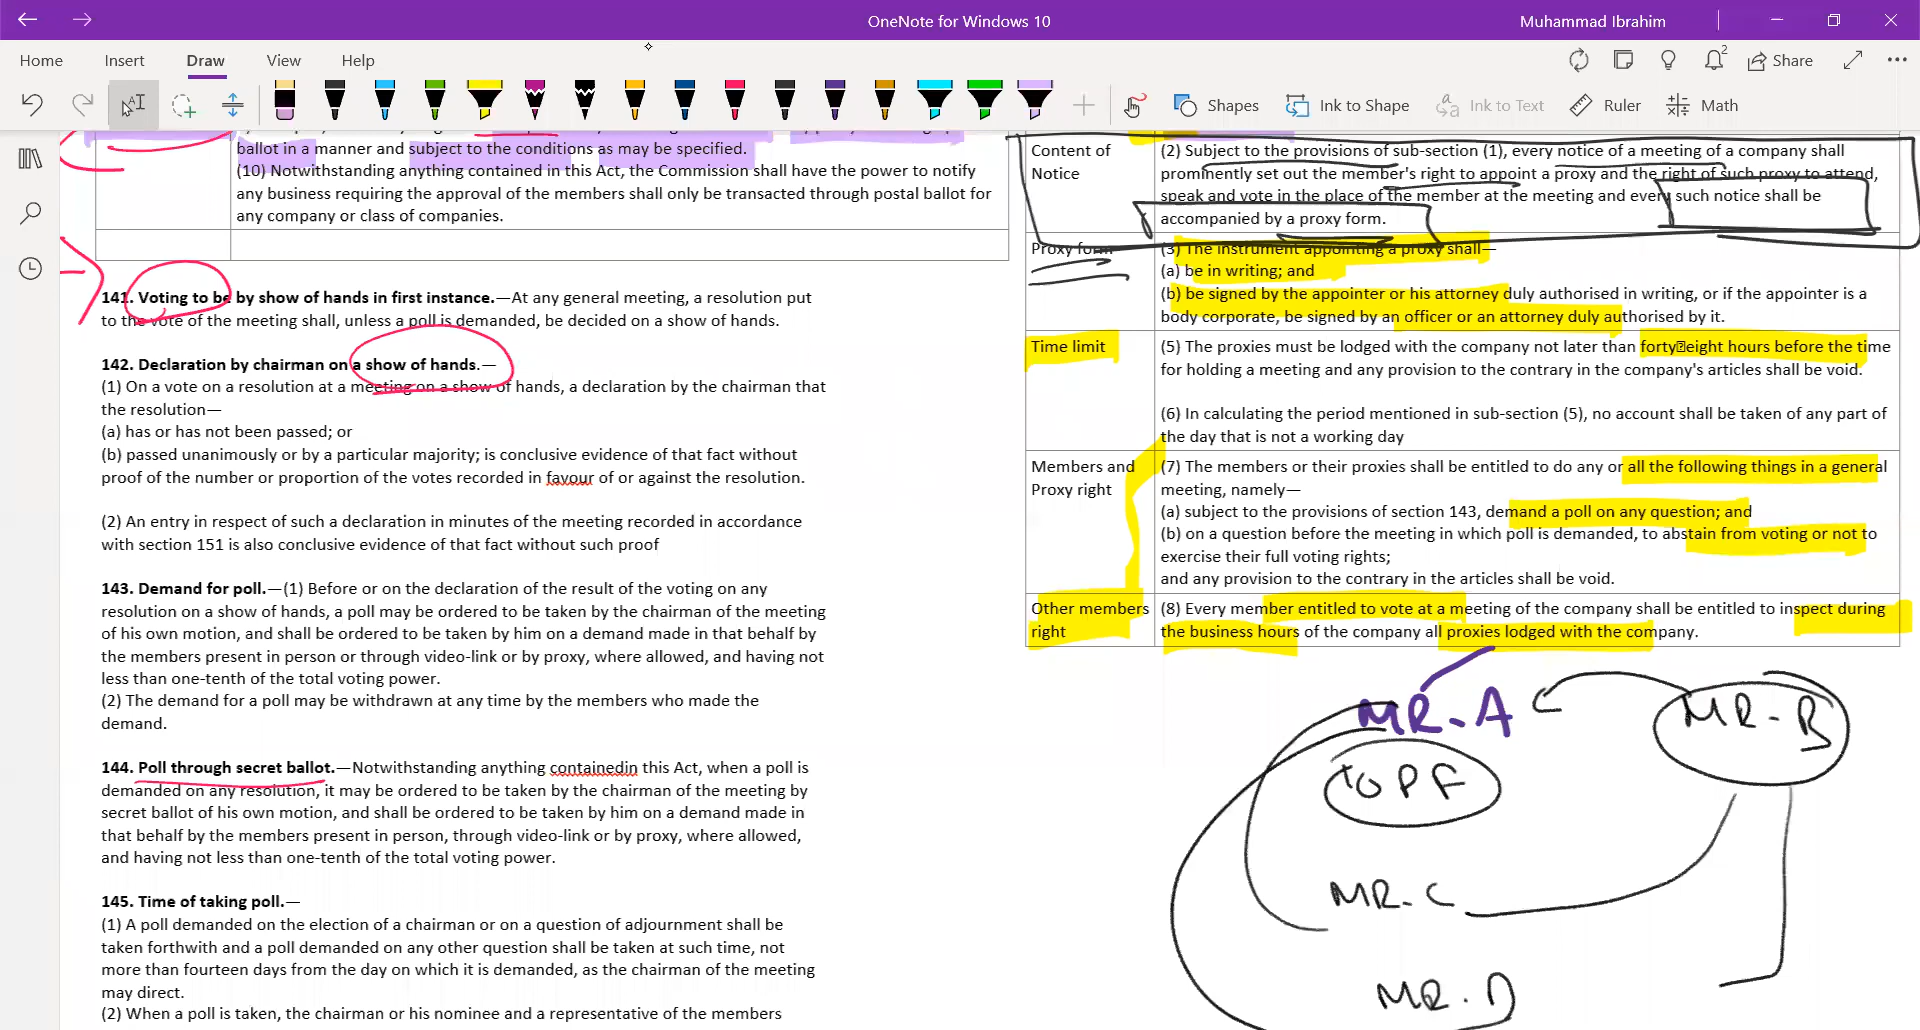 OneNote for Windows 10
Muhammad Ibrahim
Home Insert Draw View Help
2
Share
Shapes
Ink to Shape
Ink to Text
Ruler
Math
ballot in a manner and subject to the conditions as may be specified.
(10) Notwithstanding anything contained in this Act, the Commission shall have the power to notify
any business requiring the approval of the members shall only be transacted through postal ballot for
any company or class of companies.
141. Voting to be by show of hands in first instance.—At any general meeting, a resolution put
to the vote of the meeting shall, unless a poll is demanded, be decided on a show of hands.
142. Declaration by chairman on a show of hands.—
(1) On a vote on a resolution at a meeting on a show of hands, a declaration by the chairman that
the resolution—
(a) has or has not been passed; or
(b) passed unanimously or by a particular majority; is conclusive evidence of that fact without
proof of the number or proportion of the votes recorded in favour of or against the resolution.
(2) An entry in respect of such a declaration in minutes of the meeting recorded in accordance
with section 151 is also conclusive evidence of that fact without such proof
143. Demand for poll.—(1) Before or on the declaration of the result of the voting on any
resolution on a show of hands, a poll may be ordered to be taken by the chairman of the meeting
of his own motion, and shall be ordered to be taken by him on a demand made in that behalf by
the members present in person or through video-link or by proxy, where allowed, and having not
less than one-tenth of the total voting power.
(2) The demand for a poll may be withdrawn at any time by the members who made the
demand.
144. Poll through secret ballot.—Notwithstanding anything containedin this Act, when a poll is
demanded on any resolution, it may be ordered to be taken by the chairman of the meeting by
secret ballot of his own motion, and shall be ordered to be taken by him on a demand made in
that behalf by the members present in person, through video-link or by proxy, where allowed,
and having not less than one-tenth of the total voting power.
145. Time of taking poll.—
(1) A poll demanded on the election of a chairman or on a question of adjournment shall be
taken forthwith and a poll demanded on any other question shall be taken at such time, not
more than fourteen days from the day on which it is demanded, as the chairman of the meeting
may direct.
(2) When a poll is taken, the chairman or his nominee and a representative of the members
Content of
Notice
(2) Subject to the provisions of sub-section (1), every notice of a meeting of a company shall
prominently set out the member's right to appoint a proxy and the right of such proxy to attend,
speak and vote in the place of the member at the meeting and every such notice shall be
accompanied by a proxy form.
Proxy form
(3) The instrument appointing a proxy shall—
(a) be in writing; and
(b) be signed by the appointer or his attorney duly authorised in writing, or if the appointer is a
body corporate, be signed by an officer or an attorney duly authorised by it.
Time limit
(5) The proxies must be lodged with the company not later than forty�eight hours before the time
for holding a meeting and any provision to the contrary in the company's articles shall be void.
(6) In calculating the period mentioned in sub-section (5), no account shall be taken of any part of
the day that is not a working day
Members and
Proxy right
(7) The members or their proxies shall be entitled to do any or all the following things in a general
meeting, namely—
(a) subject to the provisions of section 143, demand a poll on any question; and
(b) on a question before the meeting in which poll is demanded, to abstain from voting or not to
exercise their full voting rights;
and any provision to the contrary in the articles shall be void.
Other members
right
(8) Every member entitled to vote at a meeting of the company shall be entitled to inspect during
the business hours of the company all proxies lodged with the company.
MR-A
MR-B
MR-C
MR.D